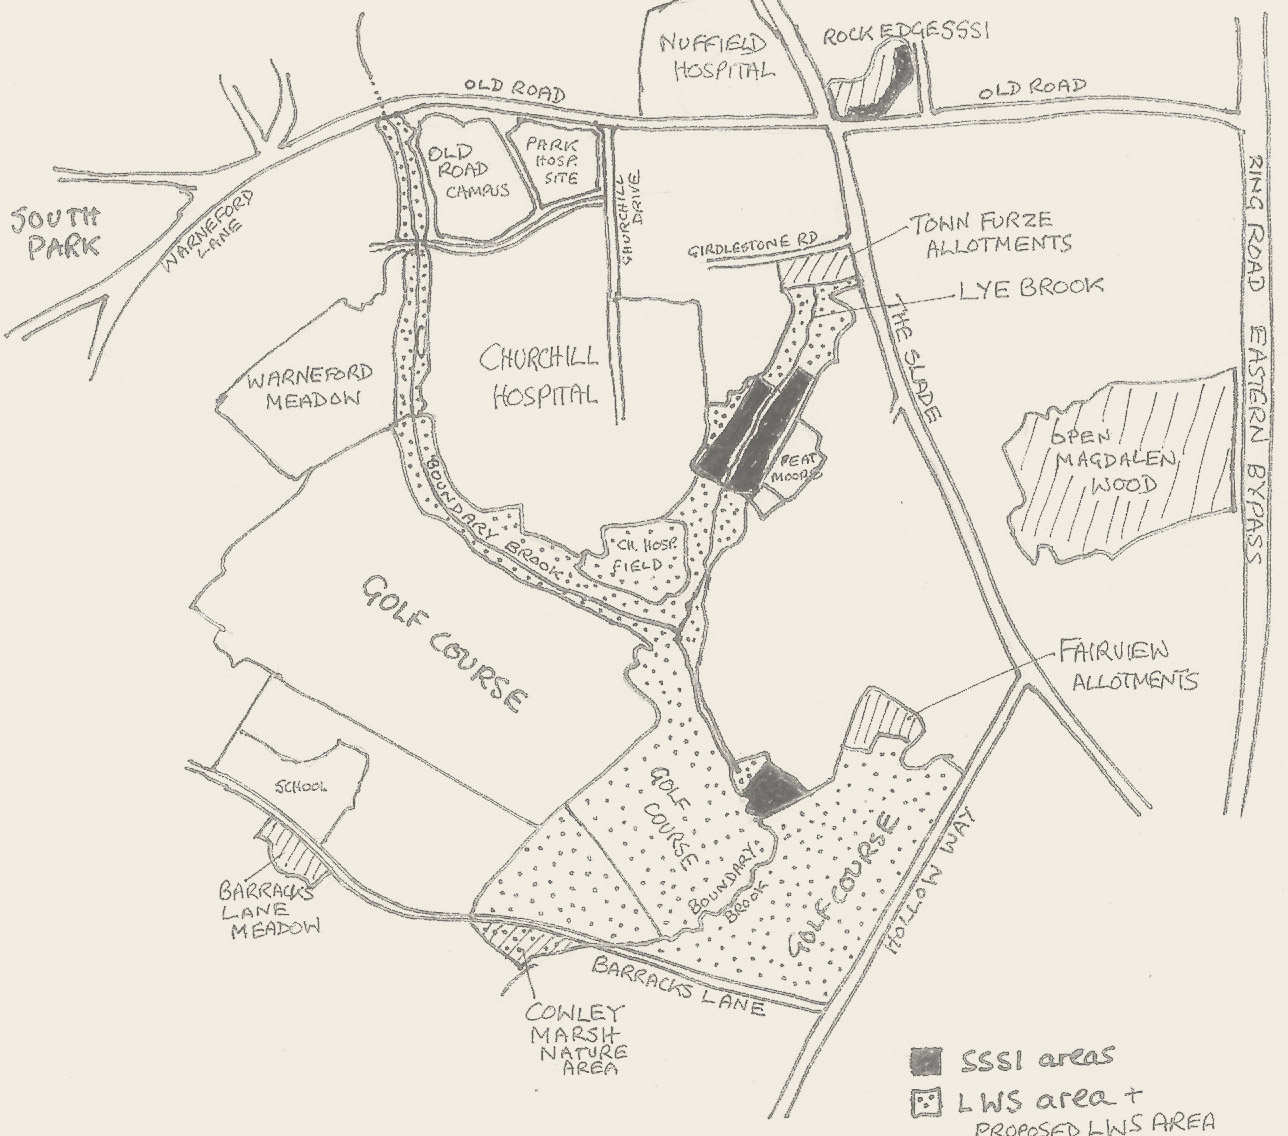 NUFFIELD
HOSPITAL
ROCK EDGE SSSI
OLD ROAD
OLD ROAD
OLD
ROAD
CAMPUS
PARK
HOSP.
SITE
CHURCHILL
DRIVE
SOUTH
PARK
WARNEFORD
LANE
GIRDLESTONE RD
TOWN FURZE
ALLOTMENTS
LYE BROOK
THE SLADE
RING ROAD EASTERN BYPASS
WARNEFORD
MEADOW
CHURCHILL
HOSPITAL
OPEN
MAGDALEN
WOOD
PEAT
MOORS
BOUNDARY BROOK
CH. HOSP.
FIELD
GOLF COURSE
FAIRVIEW
ALLOTMENTS
SCHOOL
GOLF
COURSE
BOUNDARY
BROOK
GOLF COURSE
HOLLOW WAY
BARRACKS
LANE
MEADOW
BARRACKS LANE
COWLEY
MARSH
NATURE
AREA
SSSI areas
LWS area +
PROPOSED LWS AREA